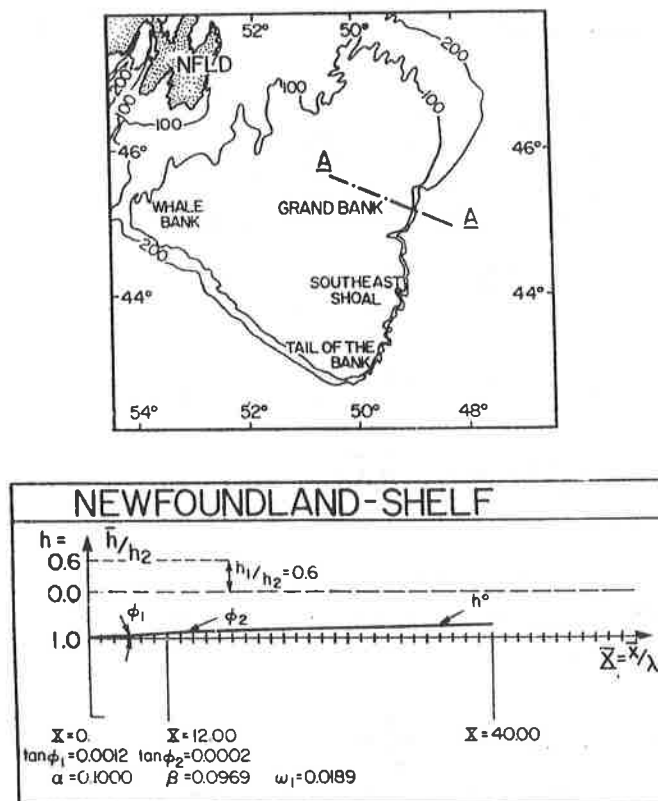 52° 50°
NFLD
200
200
100
100
100
100
46° 46°
A
WHALE BANK
GRAND BANK
A
200
SOUTHEAST SHOAL
44° 44°
TAIL OF THE BANK
54° 52° 50° 48°
NEWFOUNDLAND-SHELF
h = h̅/h₂
0.6
h₁/h₂=0.6
0.0
ϕ₁ ϕ₂ h°
1.0
X̅=x̅/λ
X=0. X=12.00 X=40.00
tanϕ₁=0.0012 tanϕ₂=0.0002
α=0.1000 β=0.0969 ω₁=0.0189